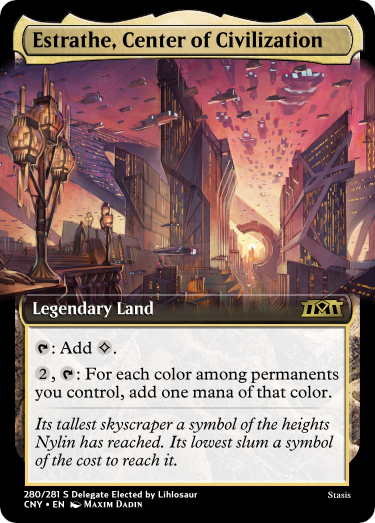 Estrathe, Center of Civilization
Legendary Land
: Add .
2, : For each color among permanents
you control, add one mana of that color.
Its tallest skyscraper a symbol of the heights
Nylin has reached. Its lowest slum a symbol
of the cost to reach it.
280/281 S Delegate Elected by Lihlosaur
Stasis
CNY • EN MAXIM DADIN